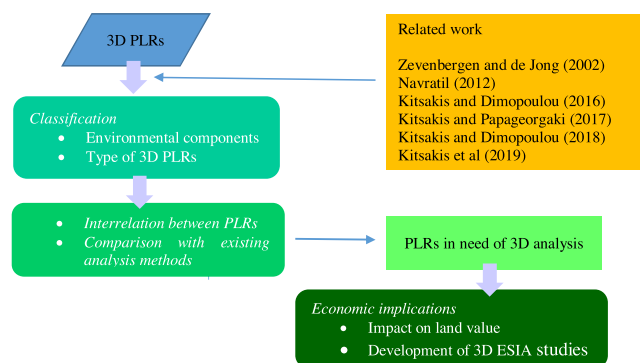 3D PLRs
Related work
Zevenbergen and de Jong (2002)
Navratil (2012)
Kitsakis and Dimopoulou (2016)
Kitsakis and Papageorgaki (2017)
Kitsakis and Dimopoulou (2018)
Kitsakis et al (2019)
Classification
• Environmental components
• Type of 3D PLRs
• Interrelation between PLRs
• Comparison with existing
analysis methods
PLRs in need of 3D analysis
Economic implications
• Impact on land value
• Development of 3D ESIA studies